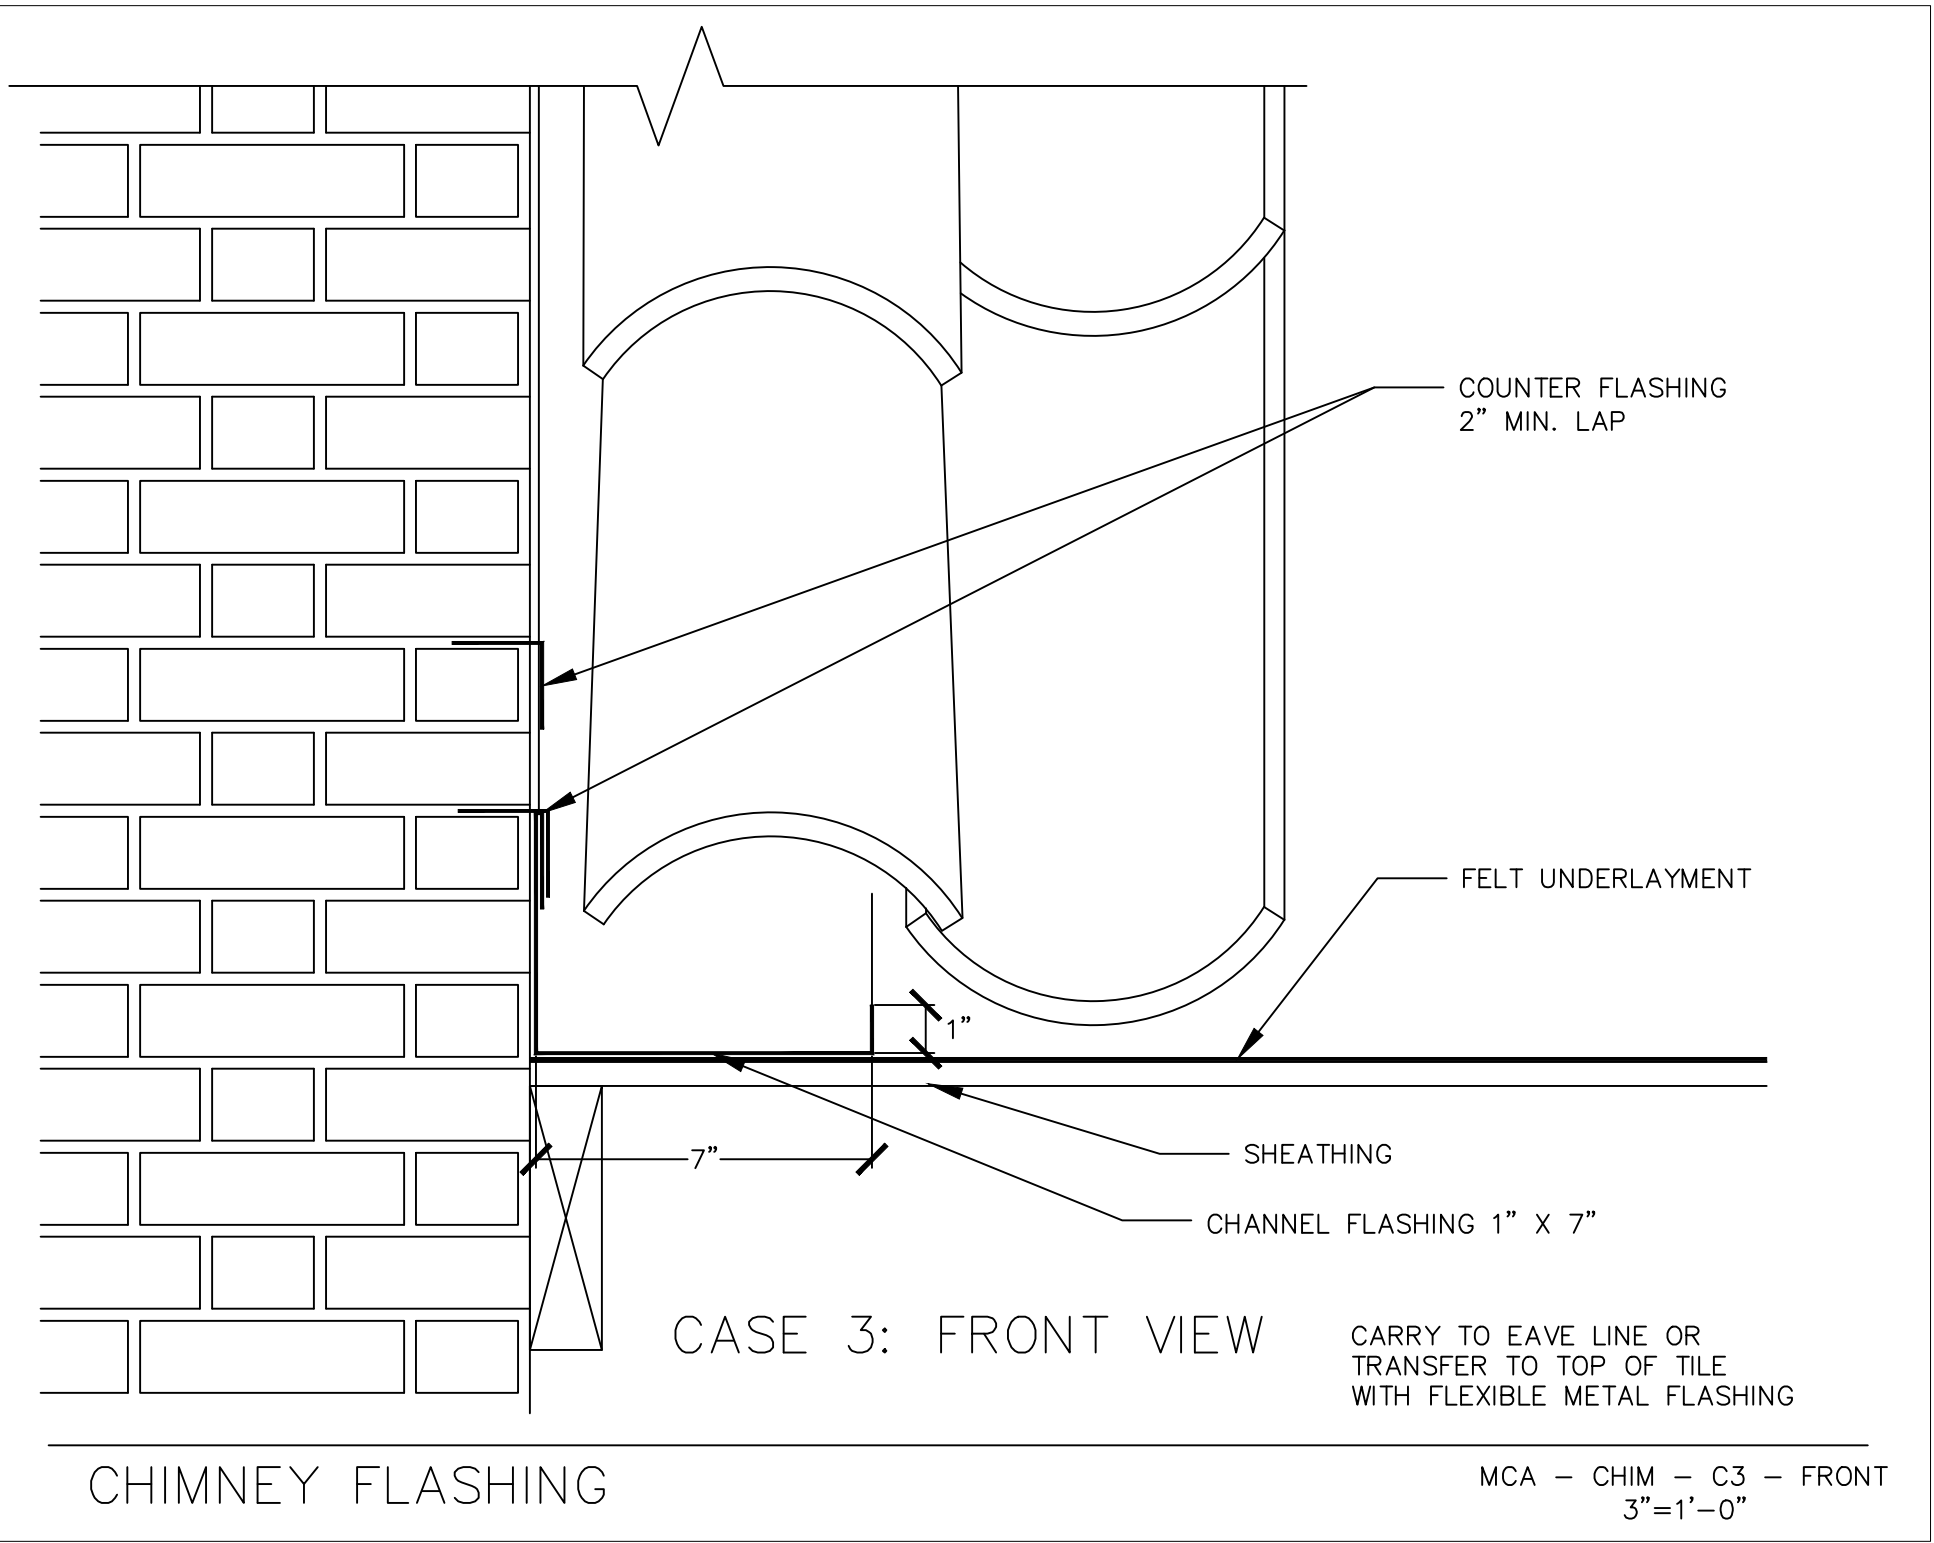 COUNTER FLASHING
2" MIN. LAP
FELT UNDERLAYMENT
1"
SHEATHING
7"
CHANNEL FLASHING 1" X 7"
CASE 3: FRONT VIEW
CARRY TO EAVE LINE OR
TRANSFER TO TOP OF TILE
WITH FLEXIBLE METAL FLASHING
CHIMNEY FLASHING
MCA - CHIM - C3 - FRONT
3"=1'-0"